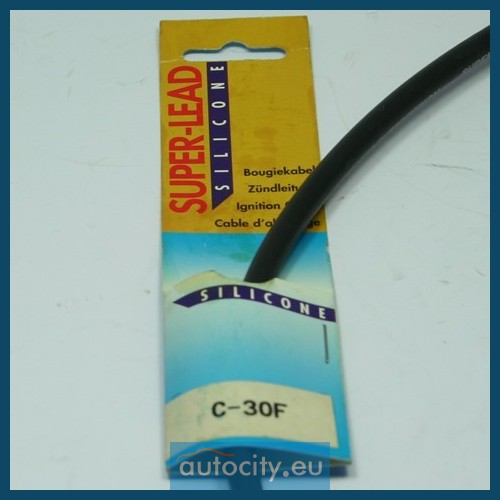 SUPER-LEAD
SILICONE
Bougiekabel
Ignition
Cable
SILICONE
C-30F
autocity.eu